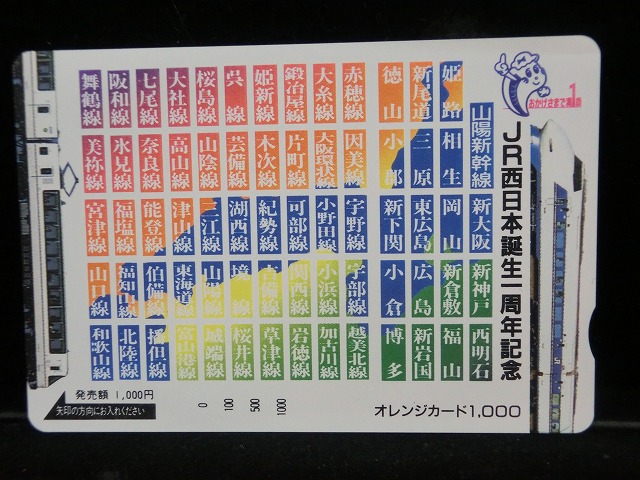 おかげさまで満1歳
JR西日本誕生一周年記念
山陽新幹線 新大阪 新神戸 西明石
姫路 相生 岡山 新倉敷 福山
新尾道 三原 東広島 広島 新岩国
徳山 小郡 新下関 小倉 博多
赤穂線 因美線 宇野線 宇部線 越美北線
大糸線 大阪環状線 小野田線 小浜線 加古川線
鍛冶屋線 片町線 可部線 関西線 岩徳線
姫新線 木次線 紀勢線 吉備線 草津線
呉線 芸備線 湖西線 境線 桜井線
桜島線 山陰線 三江線 山陽線 城端線
大社線 高山線 津山線 東海道線 富山港線
七尾線 奈良線 能登線 伯備線 播但線
阪和線 氷見線 福塩線 福知山線 北陸線
舞鶴線 美祢線 宮津線 山口線 和歌山線
発売額 1,000円
矢印の方向にお入れください
0 100 500 1000
オレンジカード1,000